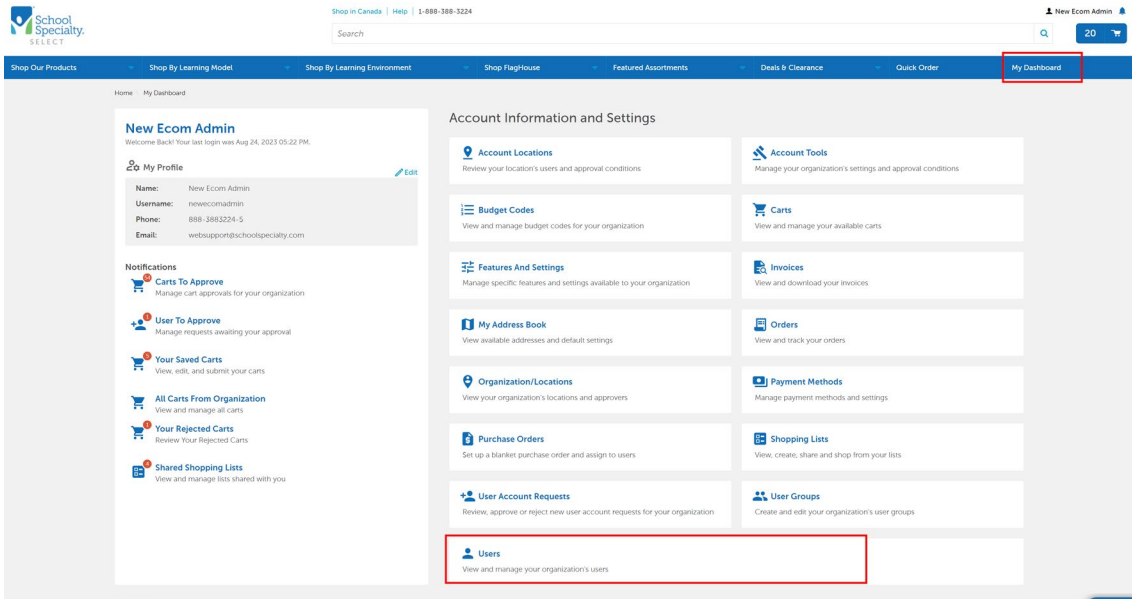 School
Specialty.
SELECT
Shop in Canada | Help | 1-888-388-3224
New Ecom Admin
Search
20
Shop Our Products
Shop By Learning Model
Shop By Learning Environment
Shop FlagHouse
Featured Assortments
Deals & Clearance
Quick Order
My Dashboard
Home My Dashboard
New Ecom Admin
Welcome Back! Your last login was Aug 24, 2023 05:22 PM.
My Profile
Edit
Name: New Ecom Admin
Username: newecomadmin
Phone: 888-3883224-5
Email: websupport@schoolspecialty.com
Notifications
54
Carts To Approve
Manage cart approvals for your organization
1
User To Approve
Manage requests awaiting your approval
5
Your Saved Carts
View, edit, and submit your carts
All Carts From Organization
View and manage all carts
1
Your Rejected Carts
Review Your Rejected Carts
4
Shared Shopping Lists
View and manage lists shared with you
Account Information and Settings
Account Locations
Review your location's users and approval conditions
Account Tools
Manage your organization's settings and approval conditions
Budget Codes
View and manage budget codes for your organization
Carts
View and manage your available carts
Features And Settings
Manage specific features and settings available to your organization
Invoices
View and download your invoices
My Address Book
View available addresses and default settings
Orders
View and track your orders
Organization/Locations
View your organization's locations and approvers
Payment Methods
Manage payment methods and settings
Purchase Orders
Set up a blanket purchase order and assign to users
Shopping Lists
View, create, share and shop from your lists
User Account Requests
Review, approve or reject new user account requests for your organization
User Groups
Create and edit your organization's user groups
Users
View and manage your organization's users